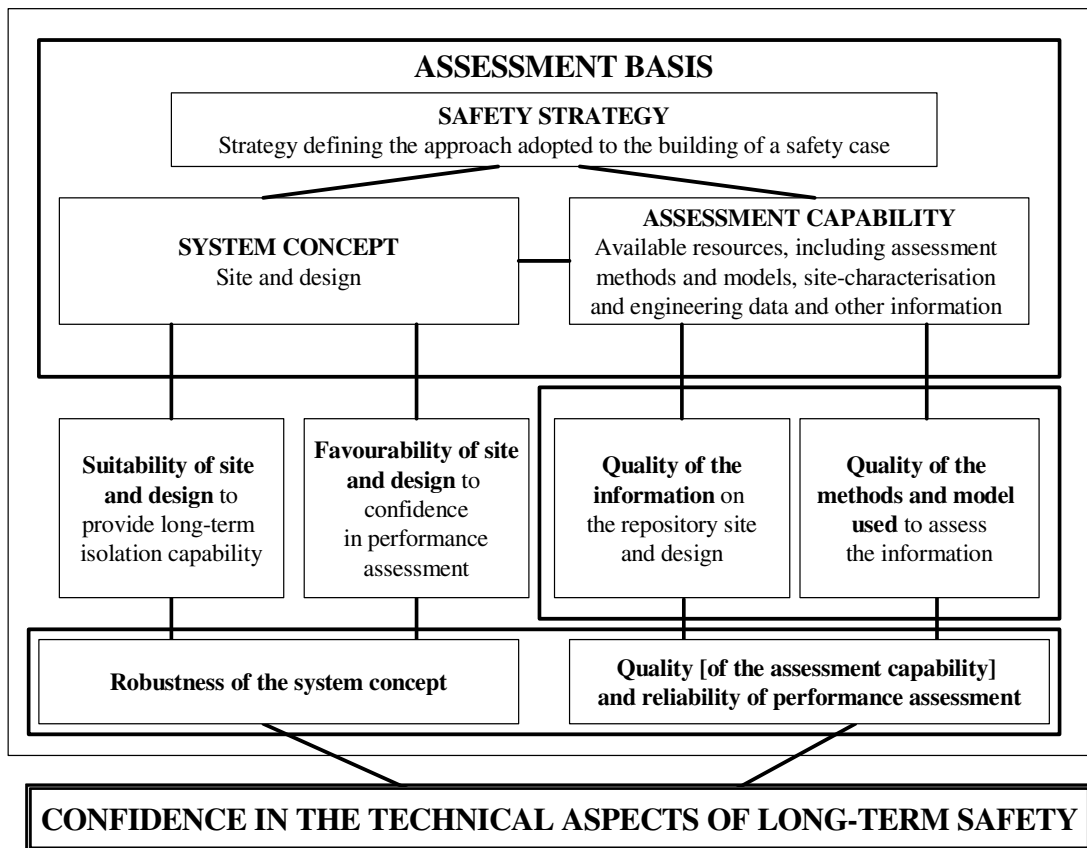 ASSESSMENT BASIS
SAFETY STRATEGY
Strategy defining the approach adopted to the building of a safety case
SYSTEM CONCEPT
Site and design
ASSESSMENT CAPABILITY
Available resources, including assessment
methods and models, site-characterisation
and engineering data and other information
Suitability of site
and design to
provide long-term
isolation capability
Favourability of site
and design to
confidence
in performance
assessment
Quality of the
information on
the repository site
and design
Quality of the
methods and model
used to assess
the information
Robustness of the system concept
Quality [of the assessment capability]
and reliability of performance assessment
CONFIDENCE IN THE TECHNICAL ASPECTS OF LONG-TERM SAFETY